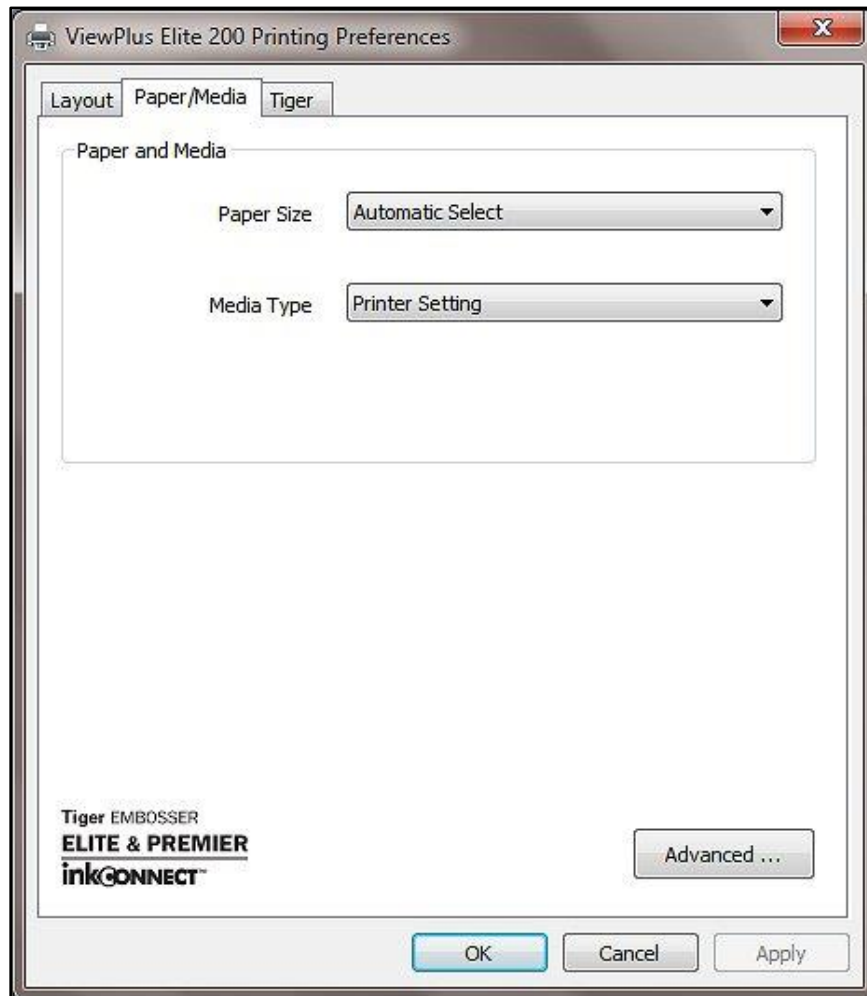 ViewPlus Elite 200 Printing Preferences
Layout Paper/Media Tiger
Paper and Media
Paper Size Automatic Select
Media Type Printer Setting
Tiger EMBOSSER
ELITE & PREMIER
inkCONNECT™
Advanced ...
OK Cancel Apply